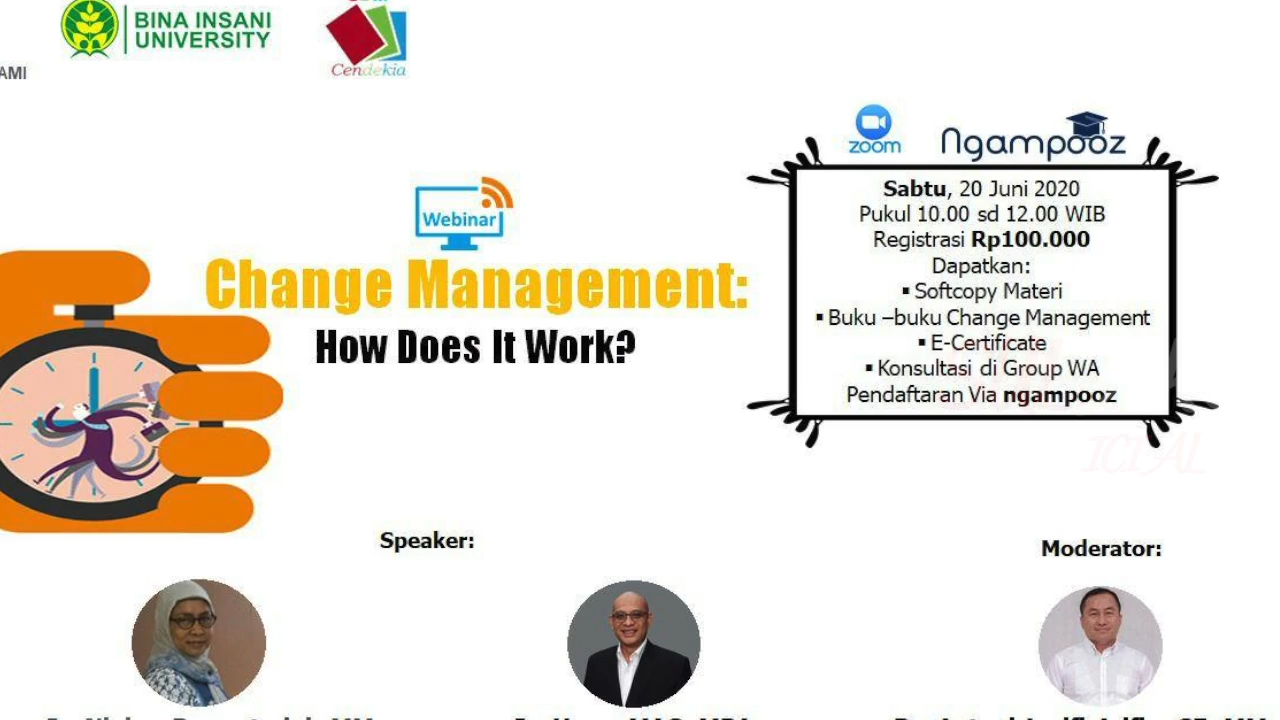 BINA INSANI
UNIVERSITY
Cendekia
AMI
zoom
Ngampooz
Sabtu, 20 Juni 2020
Pukul 10.00 sd 12.00 WIB
Registrasi Rp100.000
Dapatkan:
▪ Softcopy Materi
▪ Buku –buku Change Management
▪ E-Certificate
▪ Konsultasi di Group WA
Pendaftaran Via ngampooz
Webinar
Change Management:
How Does It Work?
Speaker:
Moderator: